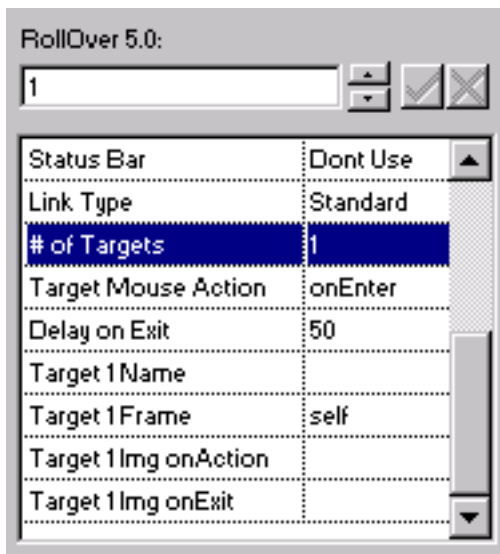 RollOver 5.0:
1
Status Bar Dont Use
Link Type Standard
# of Targets 1
Target Mouse Action onEnter
Delay on Exit 50
Target 1 Name
Target 1 Frame self
Target 1 Img onAction
Target 1 Img onExit